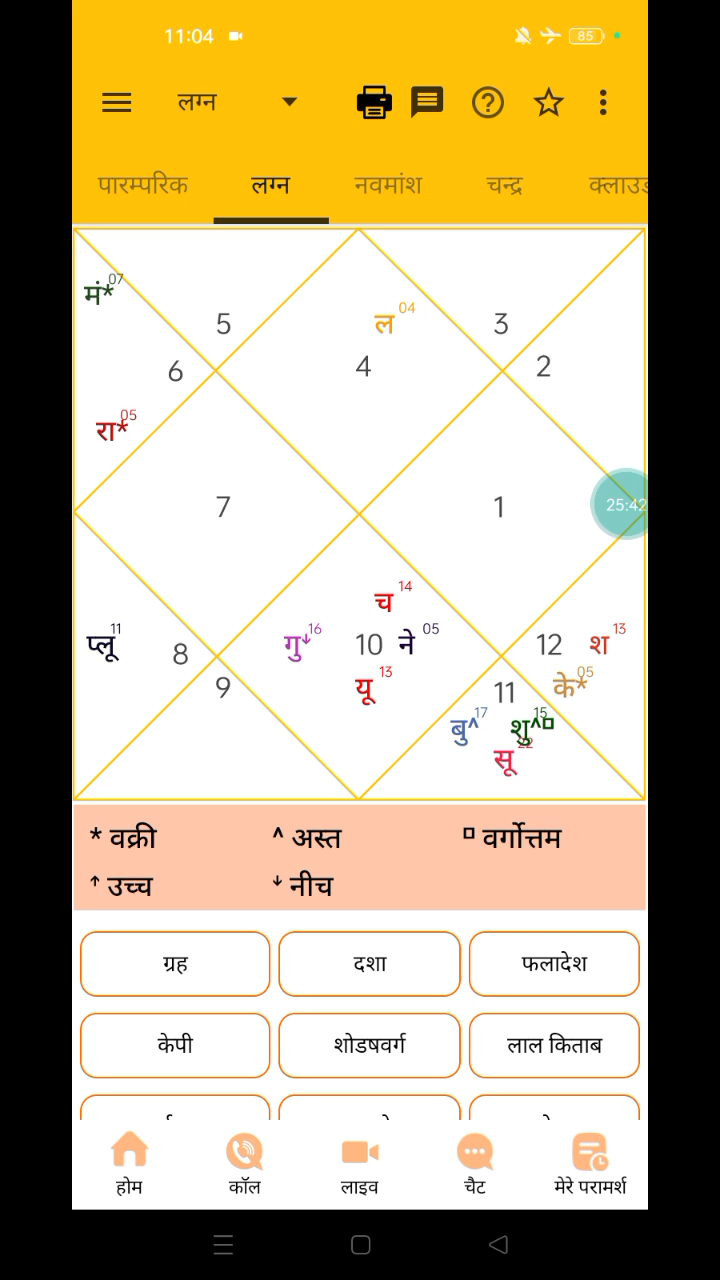 11:04 85
लग्न
पारम्परिक लग्न नवमांश चन्द्र क्लाउड
मं* 07
5
ल 04
3
6
4
2
रा* 05
7
1
25:42
च 14
प्लू 11
8
गु↓ 16
10
ने 05
12
श 13
9
यू 13
11
के* 05
बु^ 17
शु^¤ 15
सू 22
* वक्री ^ अस्त ¤ वर्गोत्तम
↑ उच्च ↓ नीच
ग्रह दशा फलादेश
केपी शोडषवर्ग लाल किताब
होम कॉल लाइव चैट मेरे परामर्श